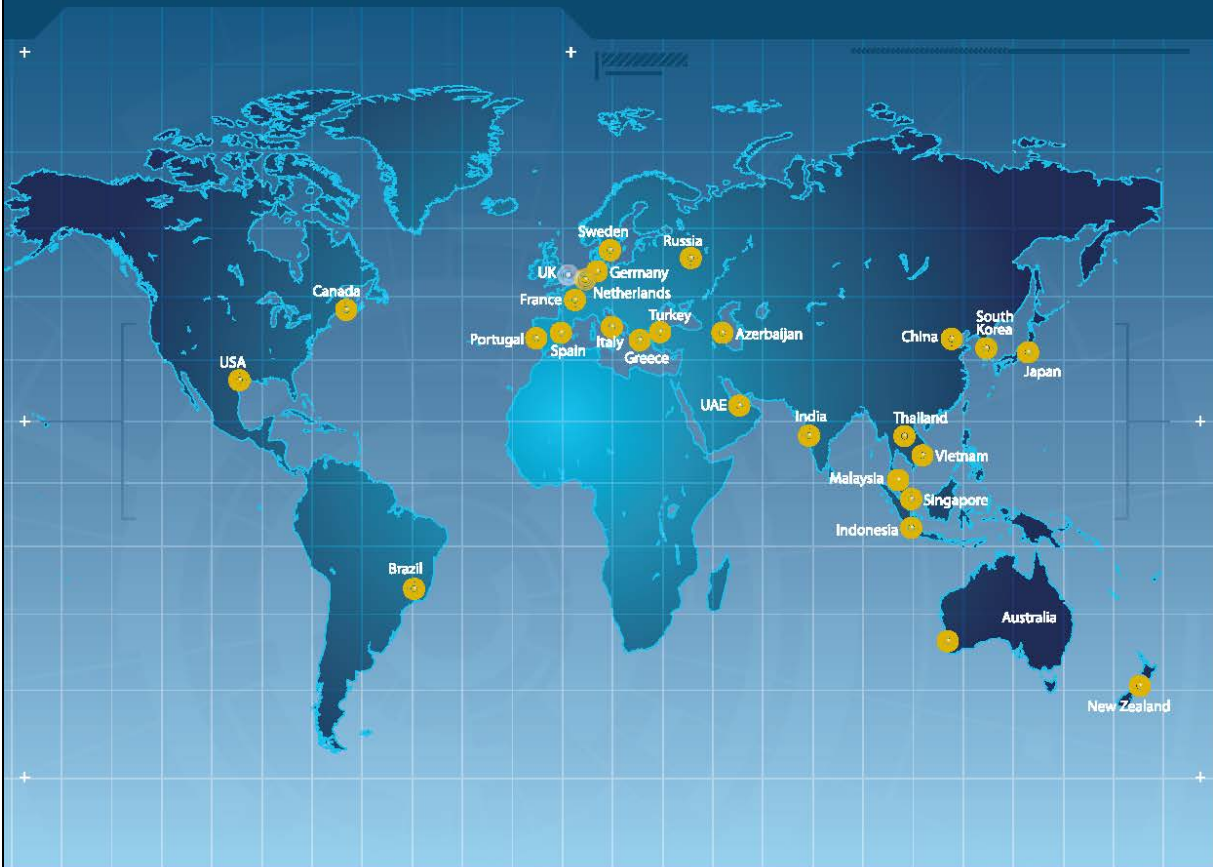 Sweden
Russia
UK
Germany
Netherlands
Canada
France
Turkey
Portugal
Spain
Italy
Greece
Azerbaijan
China
South
Korea
Japan
USA
UAE
India
Thailand
Vietnam
Malaysia
Singapore
Indonesia
Brazil
Australia
New Zealand